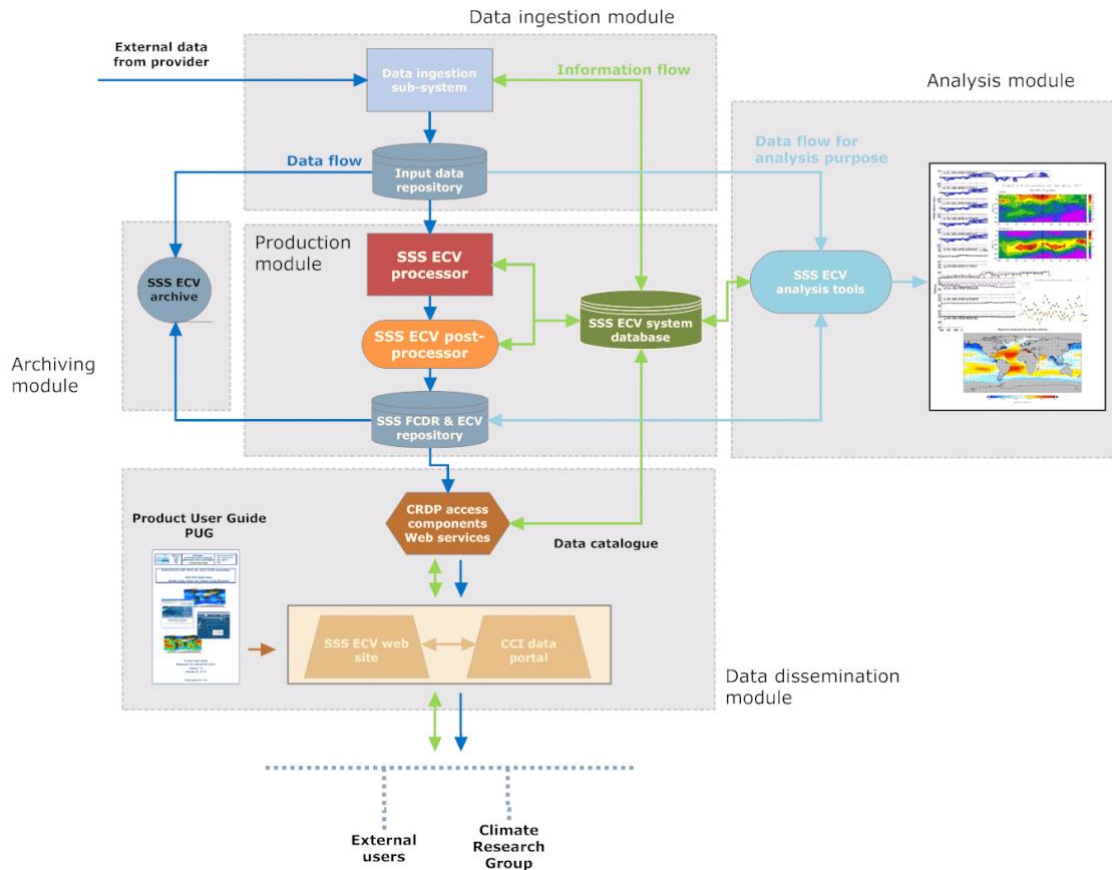 Data ingestion module
External data
from provider
Data ingestion
sub-system
Information flow
Analysis module
Data flow
Input data
repository
Data flow for
analysis purpose
Production
module
SSS ECV
processor
SSS ECV
archive
SSS ECV
analysis tools
SSS ECV system
database
SSS ECV post-
processor
Archiving
module
SSS FCDR & ECV
repository
Product User Guide
PUG
CRDP access
components
Web services
Data catalogue
SSS ECV web
site
CCI data
portal
Data dissemination
module
External
users
Climate
Research
Group